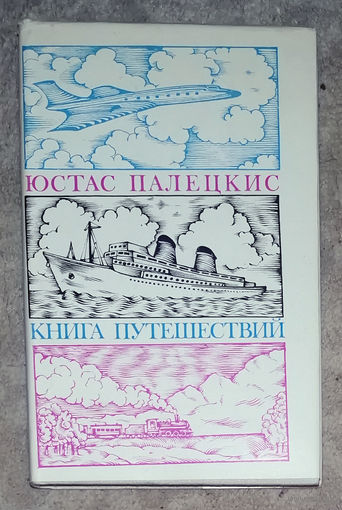 ЮСТАС ПАЛЕЦКИС
КНИГА ПУТЕШЕСТВИЙ